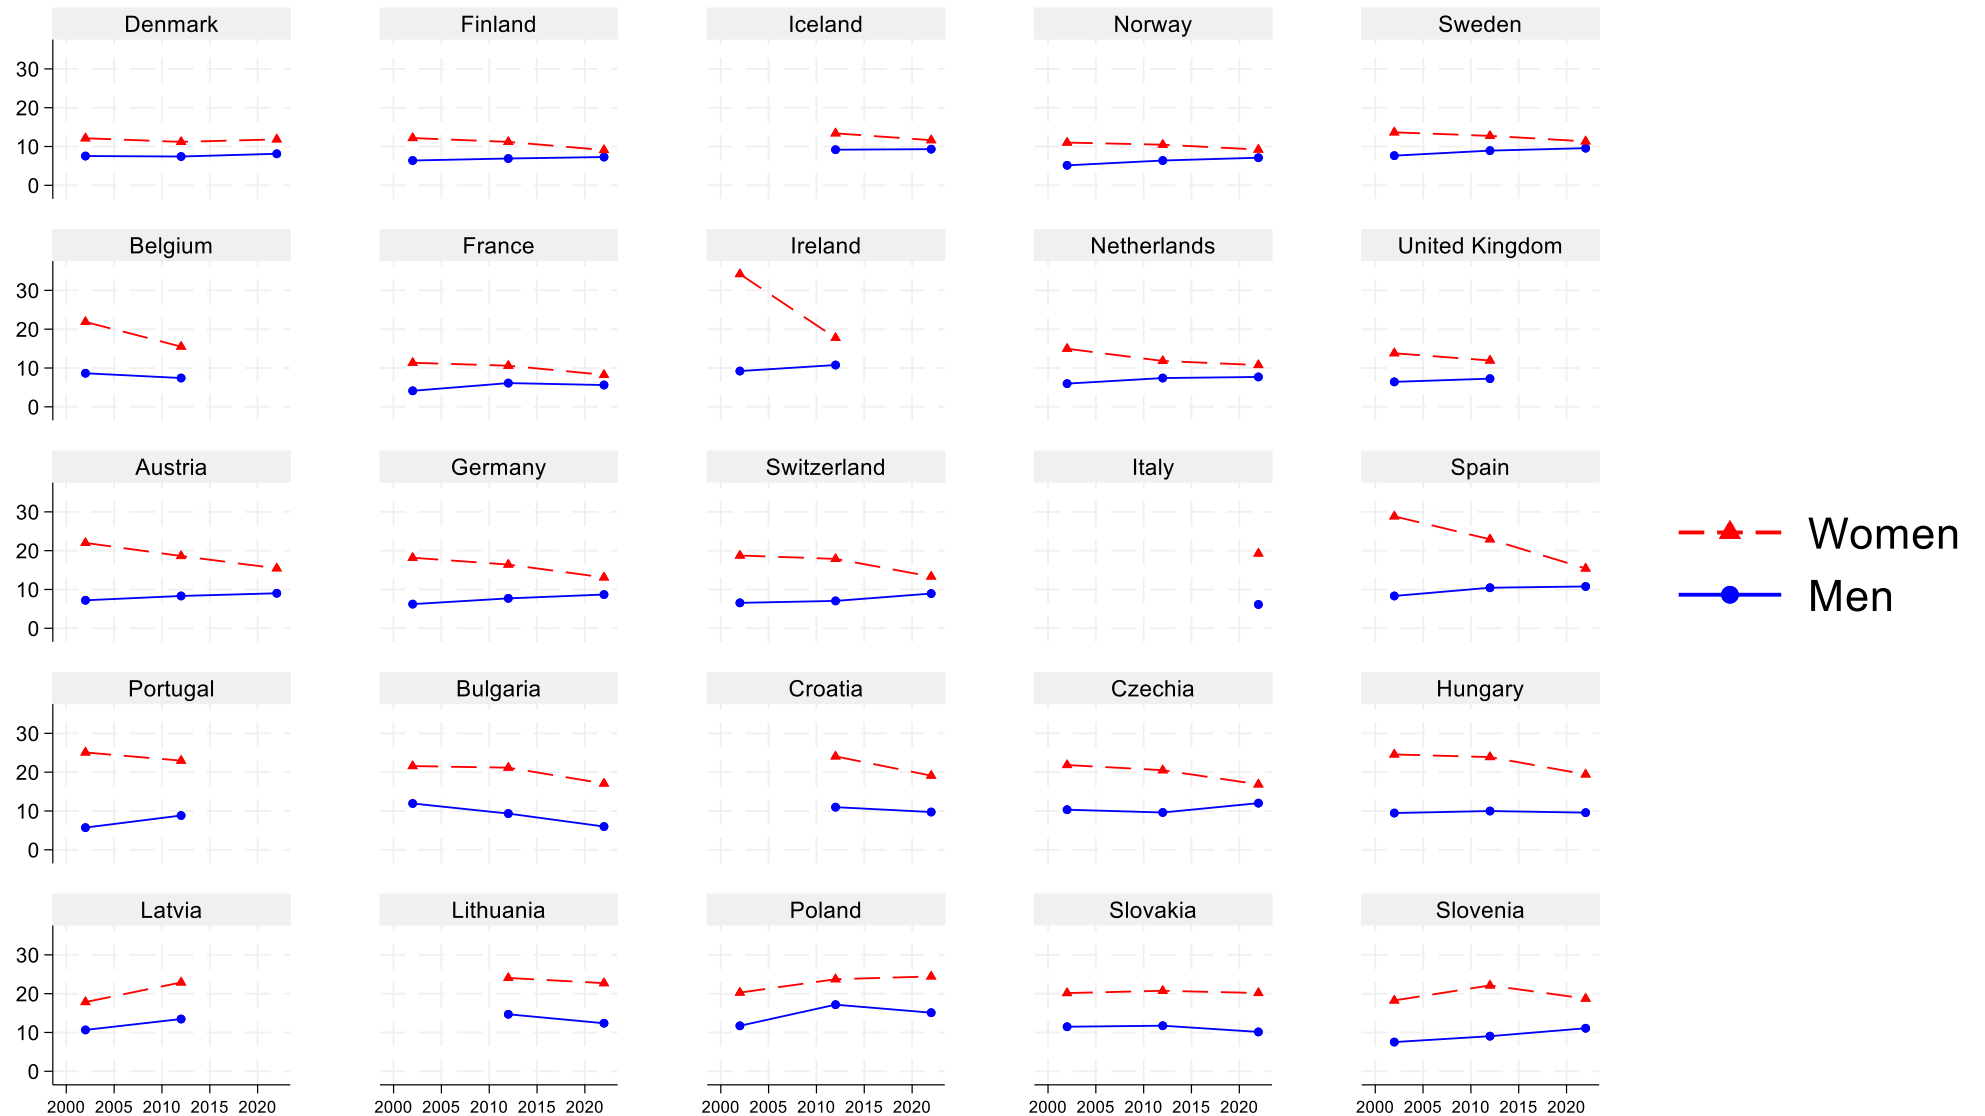 Denmark Finland Iceland Norway Sweden
30
20
10
0
Belgium France Ireland Netherlands United Kingdom
30
20
10
0
Austria Germany Switzerland Italy Spain
30
20
10
0
Women
Men
Portugal Bulgaria Croatia Czechia Hungary
30
20
10
0
Latvia Lithuania Poland Slovakia Slovenia
30
20
10
0
2000 2005 2010 2015 2020 2000 2005 2010 2015 2020 2000 2005 2010 2015 2020 2000 2005 2010 2015 2020 2000 2005 2010 2015 2020